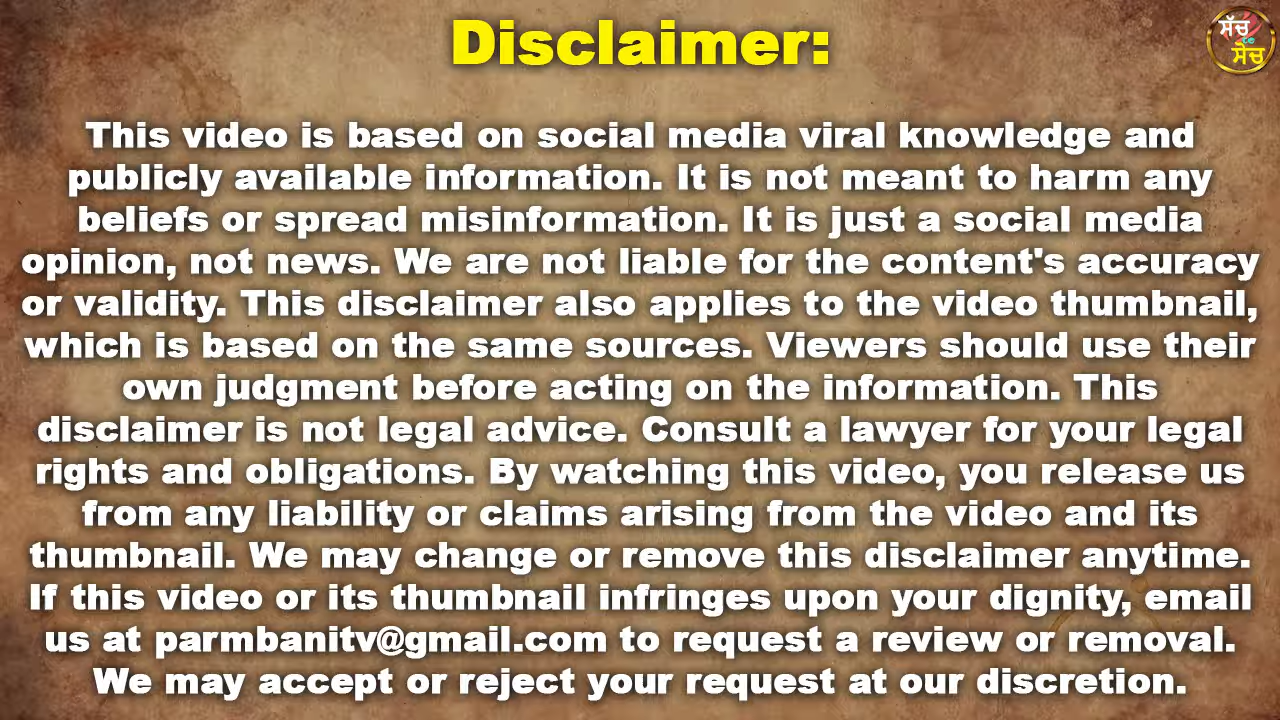 Disclaimer:
ਸੱਚ
ਸੋਚ
This video is based on social media viral knowledge and
publicly available information. It is not meant to harm any
beliefs or spread misinformation. It is just a social media
opinion, not news. We are not liable for the content's accuracy
or validity. This disclaimer also applies to the video thumbnail,
which is based on the same sources. Viewers should use their
own judgment before acting on the information. This
disclaimer is not legal advice. Consult a lawyer for your legal
rights and obligations. By watching this video, you release us
from any liability or claims arising from the video and its
thumbnail. We may change or remove this disclaimer anytime.
If this video or its thumbnail infringes upon your dignity, email
us at parmbanitv@gmail.com to request a review or removal.
We may accept or reject your request at our discretion.